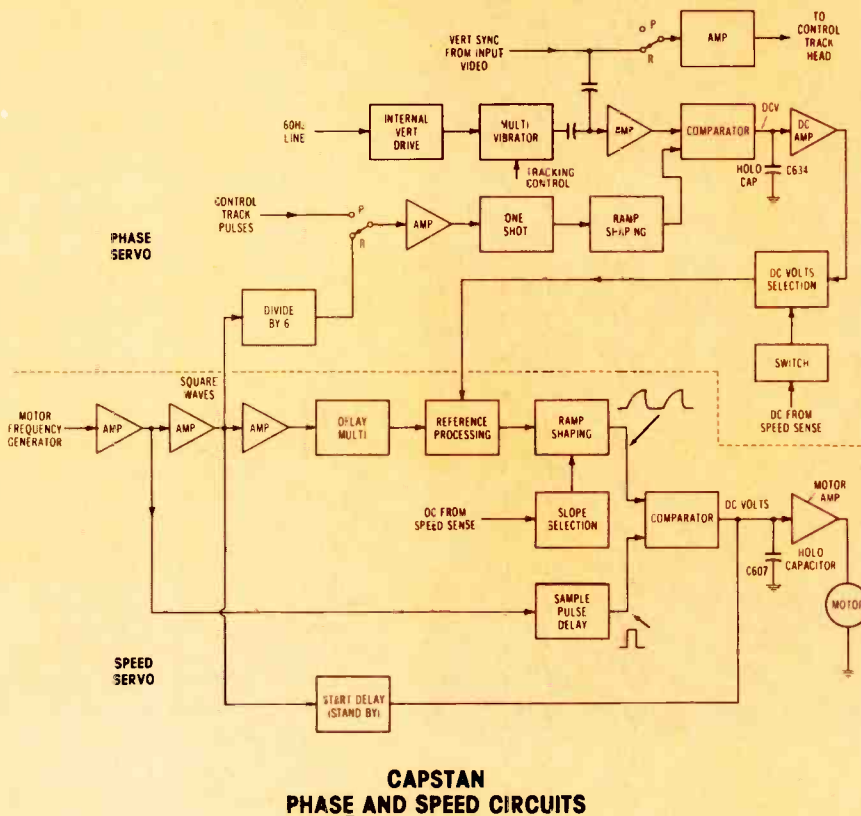 VERT SYNC
FROM INPUT
VIDEO
P
R
AMP
TO
CONTROL
TRACK
HEAD
60HZ
LINE
INTERNAL
VERT
DRIVE
MULTI
VIBRATOR
TRACKING
CONTROL
AMP
COMPARATOR
DCV
DC
AMP
HOLO
CAP
C634
CONTROL
TRACK
PULSES
P
R
AMP
ONE
SHOT
RAMP
SHAPING
PHASE
SERVO
DC VOLTS
SELECTION
DIVIDE
BY 6
SWITCH
DC FROM
SPEED SENSE
SQUARE
WAVES
MOTOR
FREQUENCY
GENERATOR
AMP
AMP
AMP
DELAY
MULTI
REFERENCE
PROCESSING
RAMP
SHAPING
DC FROM
SPEED SENSE
SLOPE
SELECTION
COMPARATOR
DC VOLTS
MOTOR
AMP
C607
HOLO
CAPACITOR
SAMPLE
PULSE
DELAY
MOTOR
SPEED
SERVO
START DELAY
(STAND BY)
CAPSTAN
PHASE AND SPEED CIRCUITS